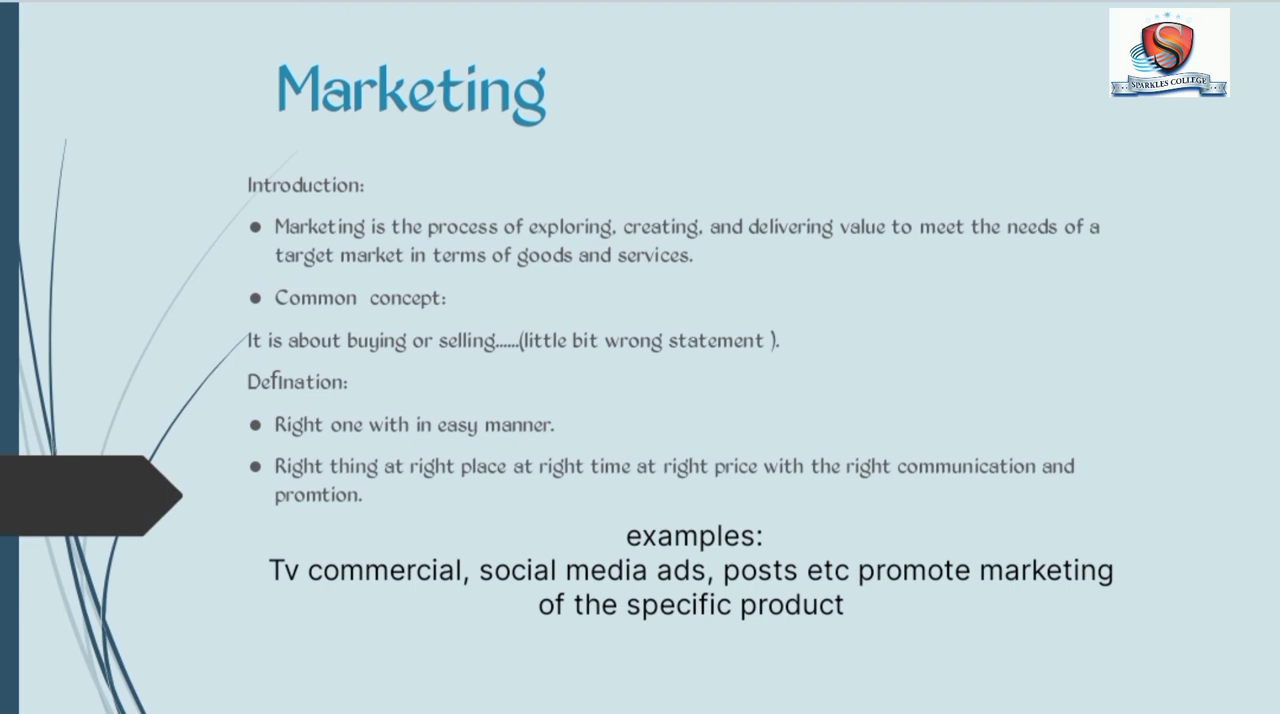 SPARKLES COLLEGE
Marketing
Introduction:
● Marketing is the process of exploring, creating, and delivering value to meet the needs of a
target market in terms of goods and services.
● Common concept:
It is about buying or selling......(little bit wrong statement ).
Defination:
● Right one with in easy manner.
● Right thing at right place at right time at right price with the right communication and
promtion.
examples:
Tv commercial, social media ads, posts etc promote marketing
of the specific product